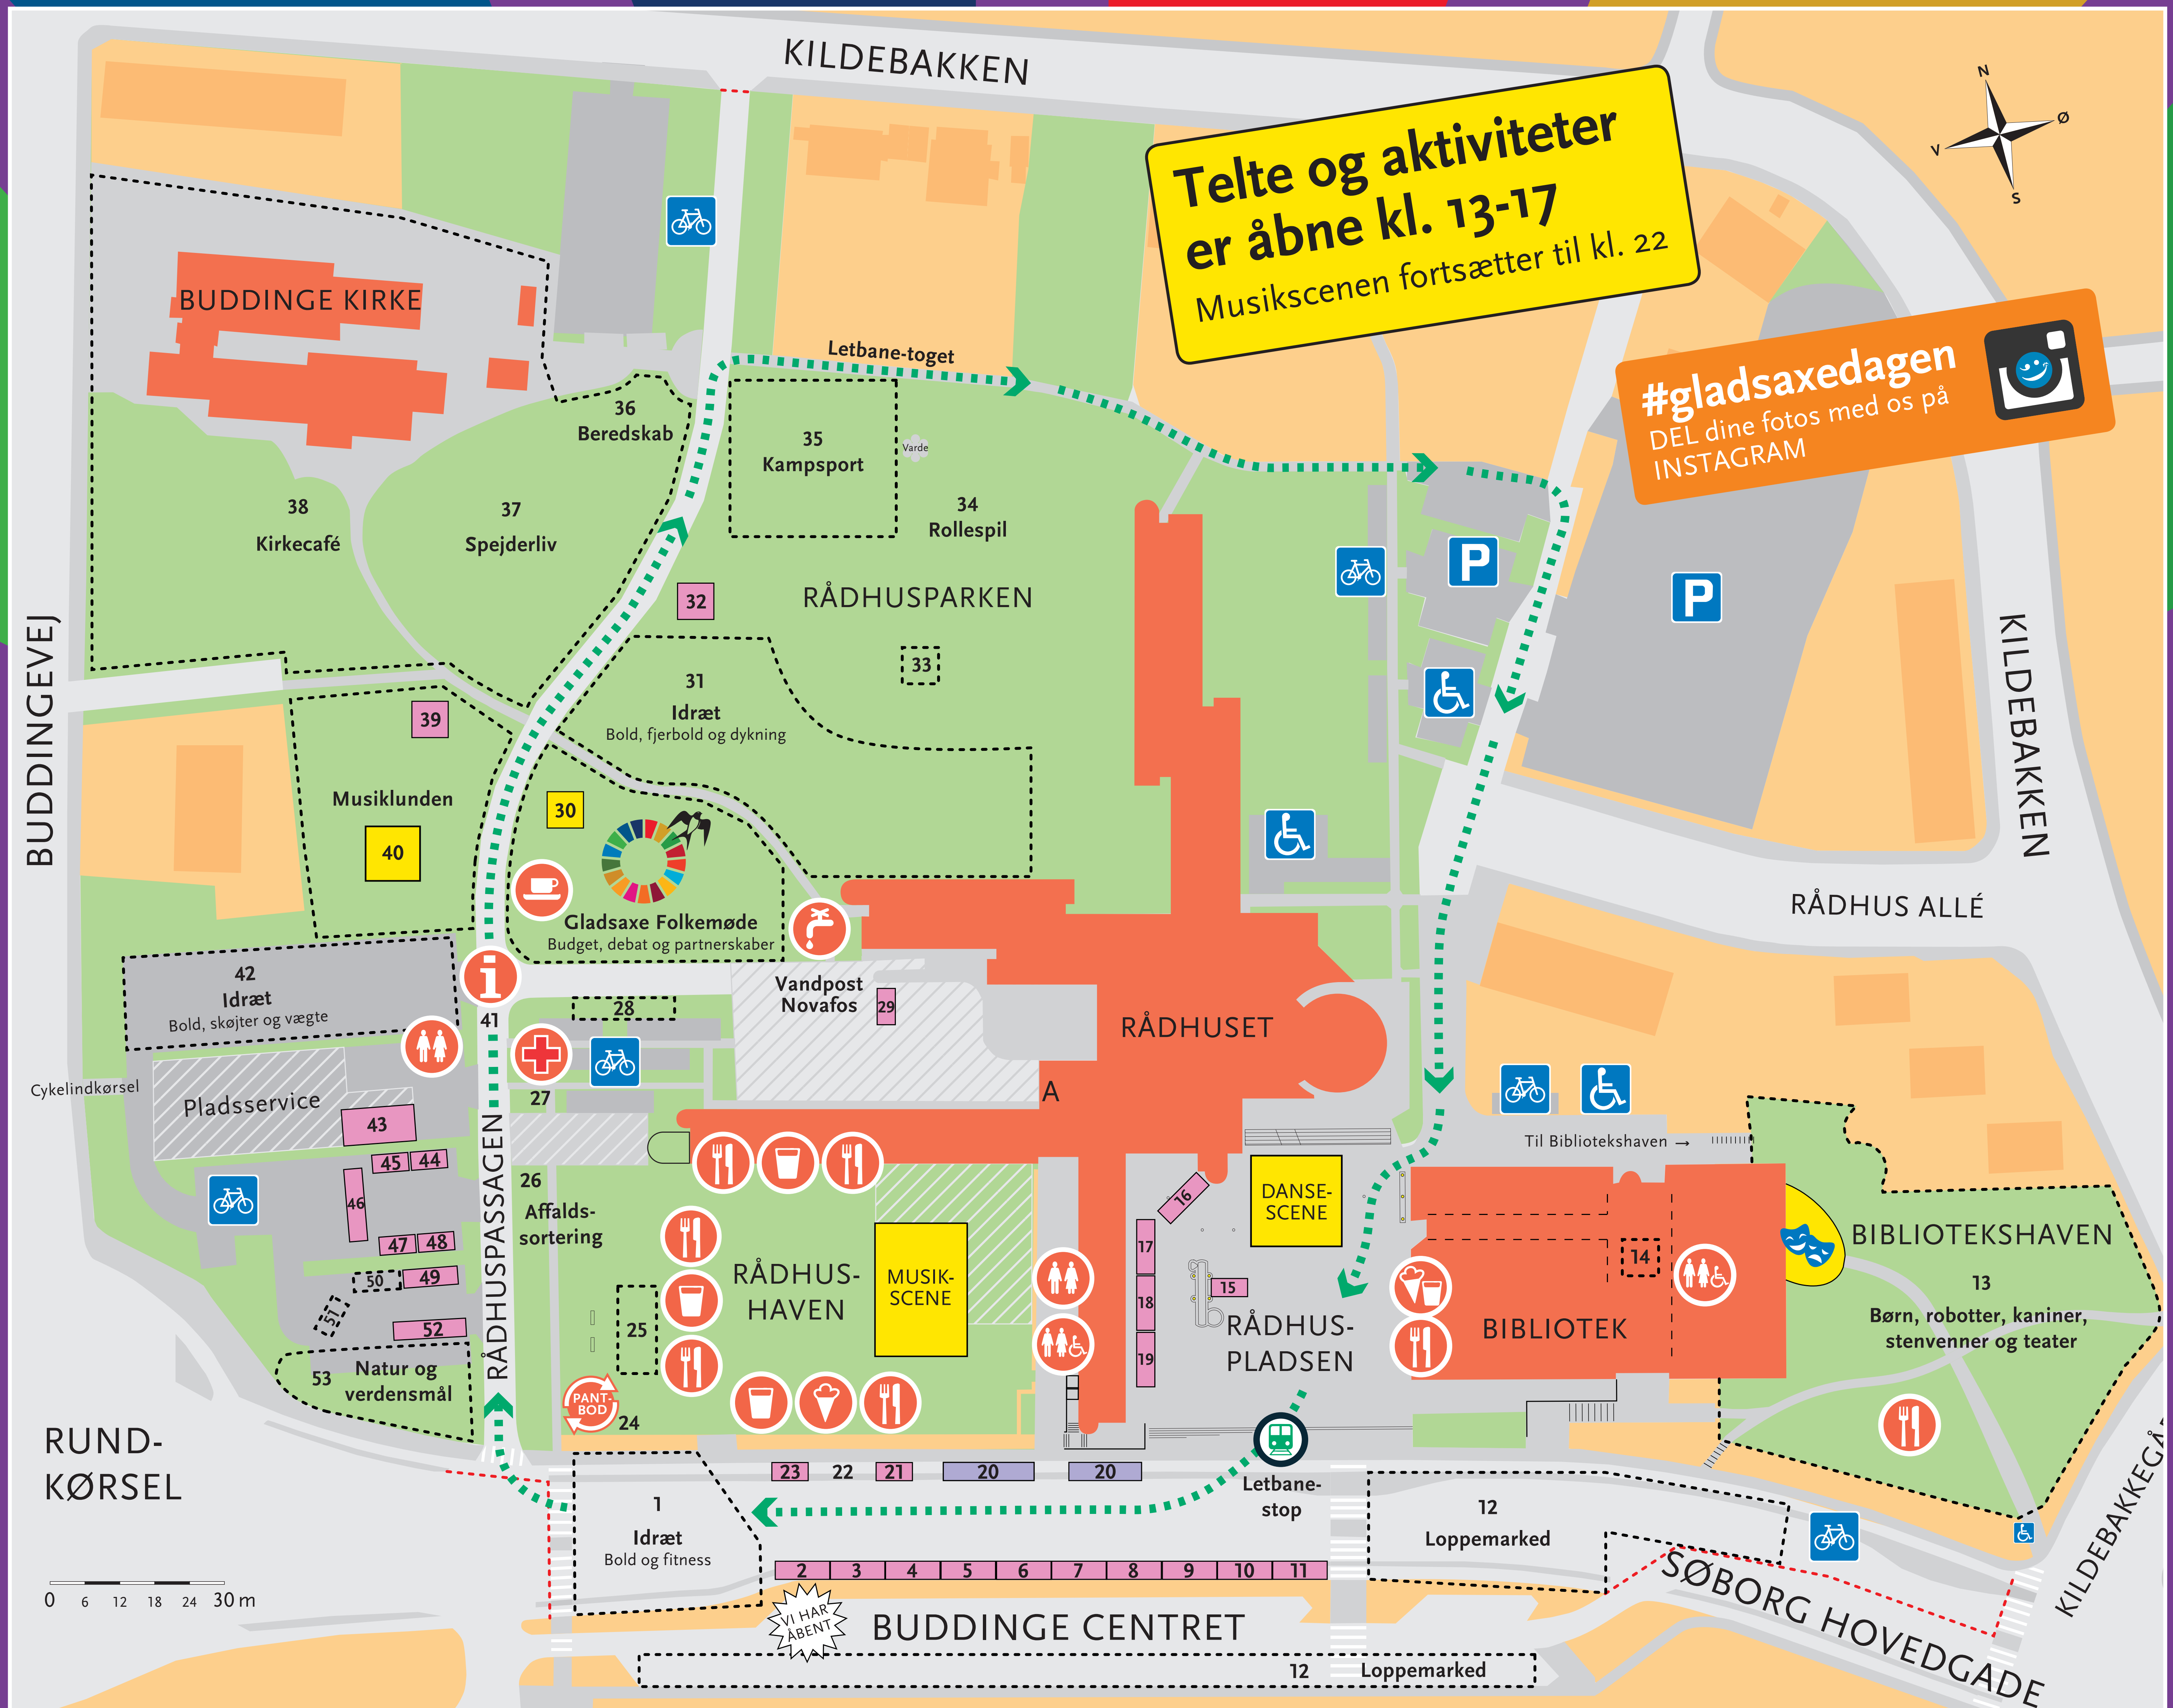 KILDEBAKKEN
Telte og aktiviteter
er åbne kl. 13-17
Musikscenen fortsætter til kl. 22
N
Ø
V
S
#gladsaxedagen
DEL dine fotos med os på
INSTAGRAM
BUDDINGE KIRKE
Letbane-toget
36
Beredskab
35
Kampsport
Varde
34
Rollespil
38
Kirkecafé
37
Spejderliv
P
P
32
RÅDHUSPARKEN
33
BUDDINGEVEJ
KILDEBAKKEN
31
Idræt
Bold, fjerbold og dykning
39
Musiklunden
40
30
Gladsaxe Folkemøde
Budget, debat og partnerskaber
RÅDHUS ALLÉ
42
Idræt
Bold, skøjter og vægte
i
41
28
Vandpost
Novafos
29
RÅDHUSET
A
Cykelindkørsel
Pladsservice
27
43
45
44
46
47
48
50
49
51
52
53
Natur og
verdensmål
RÅDHUSPASSAGEN
26
Affalds-
sortering
25
PANT-
BOD
24
RÅDHUS-
HAVEN
MUSIK-
SCENE
16
17
18
19
15
DANSE-
SCENE
RÅDHUS-
PLADSEN
Til Bibliotekshaven →
14
BIBLIOTEK
BIBLIOTEKSHAVEN
13
Børn, robotter, kaniner,
stenvenner og teater
RUND-
KØRSEL
0 6 12 18 24 30 m
1
Idræt
Bold og fitness
23
22
21
20
20
Letbane-
stop
2 3 4 5 6 7 8 9 10 11
12
Loppemarked
VI HAR
ÅBENT
BUDDINGE CENTRET
12 Loppemarked
SØBORG HOVEDGADE